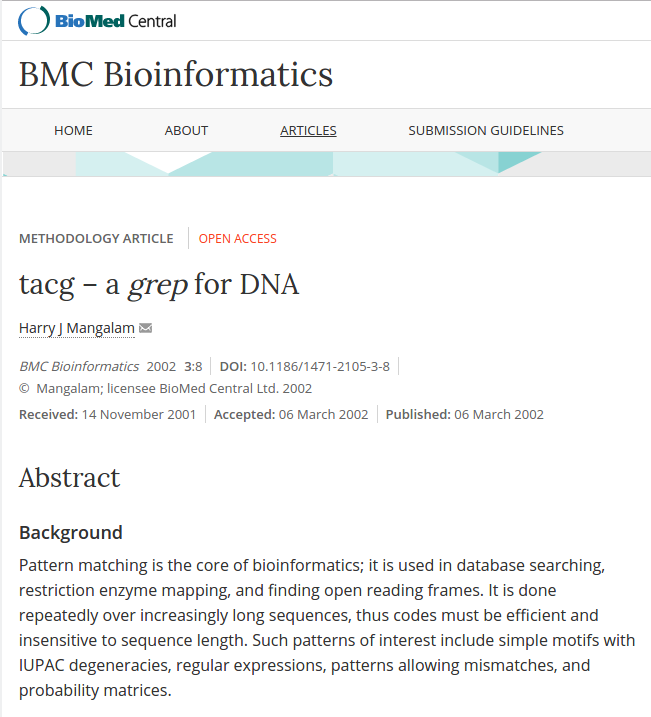 BioMed Central
BMC Bioinformatics
HOME ABOUT ARTICLES SUBMISSION GUIDELINES
METHODOLOGY ARTICLE OPEN ACCESS
tacg – a grep for DNA
Harry J Mangalam
BMC Bioinformatics 2002 3:8 DOI: 10.1186/1471-2105-3-8
© Mangalam; licensee BioMed Central Ltd. 2002
Received: 14 November 2001 Accepted: 06 March 2002 Published: 06 March 2002
Abstract
Background
Pattern matching is the core of bioinformatics; it is used in database searching,
restriction enzyme mapping, and finding open reading frames. It is done
repeatedly over increasingly long sequences, thus codes must be efficient and
insensitive to sequence length. Such patterns of interest include simple motifs with
IUPAC degeneracies, regular expressions, patterns allowing mismatches, and
probability matrices.